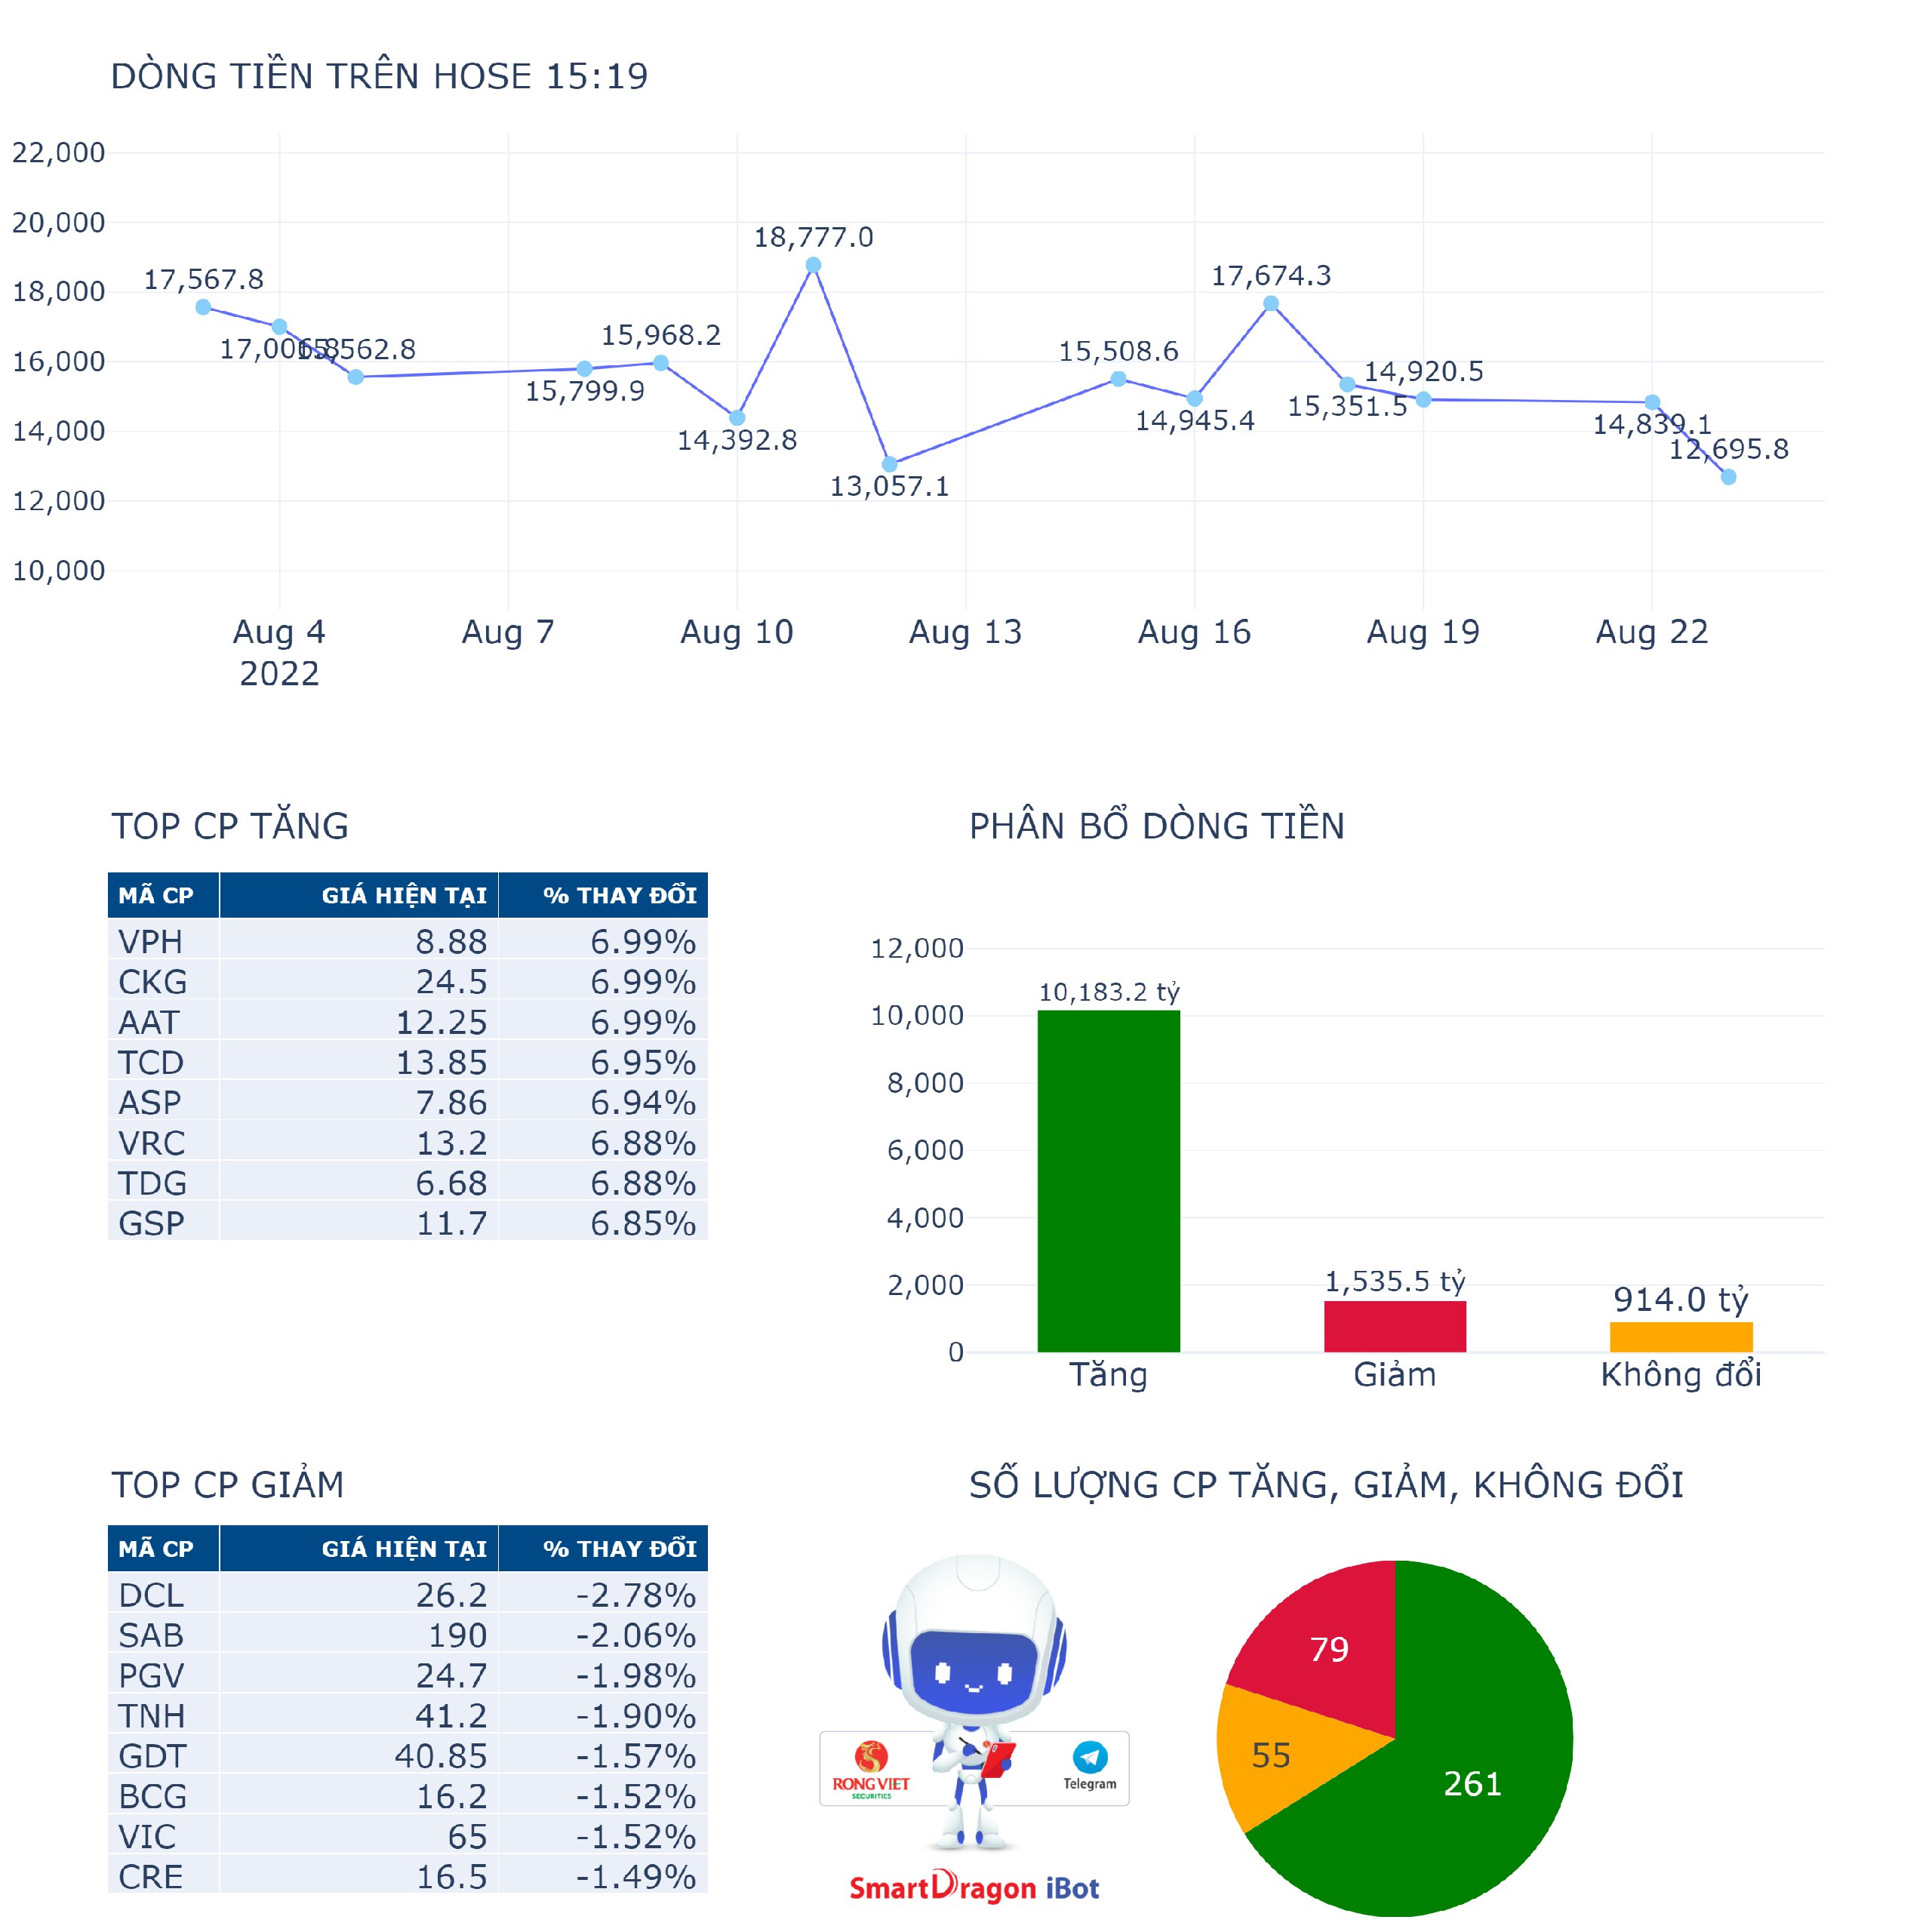 DÒNG TIỀN TRÊN HOSE 15:19
22,000
20,000
18,000
16,000
14,000
12,000
10,000
17,567.8
15,562.8
15,799.9
15,968.2
14,392.8
18,777.0
13,057.1
15,508.6
14,945.4
17,674.3
15,351.5
14,920.5
14,839.1
12,695.8
Aug 4 Aug 7 Aug 10 Aug 13 Aug 16 Aug 19 Aug 22
2022
TOP CP TĂNG
MÃ CP GIÁ HIỆN TẠI % THAY ĐỔI
VPH 8.88 6.99%
CKG 24.5 6.99%
AAT 12.25 6.99%
TCD 13.85 6.95%
ASP 7.86 6.94%
VRC 13.2 6.88%
TDG 6.68 6.88%
GSP 11.7 6.85%
PHÂN BỔ DÒNG TIỀN
12,000
10,000
8,000
6,000
4,000
2,000
0
10,183.2 tỷ
1,535.5 tỷ
914.0 tỷ
Tăng Giảm Không đổi
TOP CP GIẢM
MÃ CP GIÁ HIỆN TẠI % THAY ĐỔI
DCL 26.2 -2.78%
SAB 190 -2.06%
PGV 24.7 -1.98%
TNH 41.2 -1.90%
GDT 40.85 -1.57%
BCG 16.2 -1.52%
VIC 65 -1.52%
CRE 16.5 -1.49%
SỐ LƯỢNG CP TĂNG, GIẢM, KHÔNG ĐỔI
79
55
261
RONG VIET
SECURITIES
Telegram
SmartDragon iBot